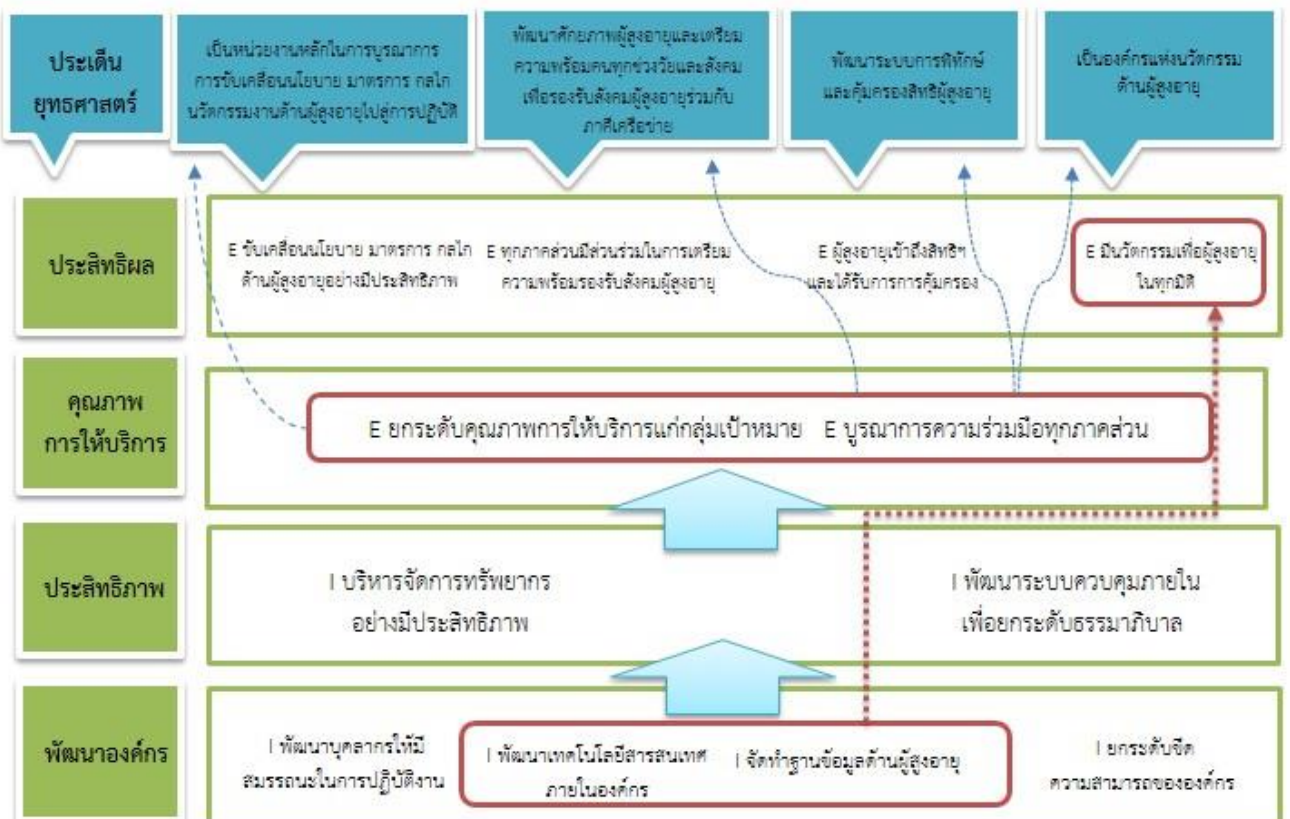 ประเด็น
ยุทธศาสตร์
เป็นหน่วยงานหลักในการบูรณาการ
การขับเคลื่อนนโยบาย มาตรการ กลไก
นวัตกรรมงานด้านผู้สูงอายุไปสู่การปฏิบัติ
พัฒนาศักยภาพผู้สูงอายุและเตรียม
ความพร้อมคนทุกช่วงวัยและสังคม
เพื่อรองรับสังคมผู้สูงอายุร่วมกับ
ภาคีเครือข่าย
พัฒนาระบบการพิทักษ์
และคุ้มครองสิทธิผู้สูงอายุ
เป็นองค์กรแห่งนวัตกรรม
ด้านผู้สูงอายุ
ประสิทธิผล
E ขับเคลื่อนนโยบาย มาตรการ กลไก
ด้านผู้สูงอายุอย่างมีประสิทธิภาพ
E ทุกภาคส่วนมีส่วนร่วมในการเตรียม
ความพร้อมรองรับสังคมผู้สูงอายุ
E ผู้สูงอายุเข้าถึงสิทธิฯ
และได้รับการการคุ้มครอง
E มีนวัตกรรมเพื่อผู้สูงอายุ
ในทุกมิติ
คุณภาพ
การให้บริการ
E ยกระดับคุณภาพการให้บริการแก่กลุ่มเป้าหมาย E บูรณาการความร่วมมือทุกภาคส่วน
ประสิทธิภาพ
I บริหารจัดการทรัพยากร
อย่างมีประสิทธิภาพ
I พัฒนาระบบควบคุมภายใน
เพื่อยกระดับธรรมาภิบาล
พัฒนาองค์กร
I พัฒนาบุคลากรให้มี
สมรรถนะในการปฏิบัติงาน
I พัฒนาเทคโนโลยีสารสนเทศ
ภายในองค์กร
I จัดทำฐานข้อมูลด้านผู้สูงอายุ
I ยกระดับขีด
ความสามารถขององค์กร